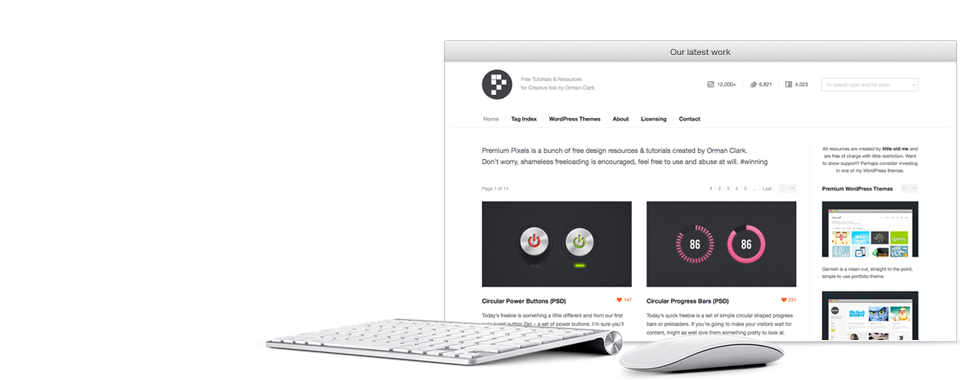 Our latest work
Free Tutorials & Resources
for Creative folk by Orman Clark
12,000+
6,821
4,023
To search type and hit enter
Home
Tag Index
WordPress Themes
About
Licensing
Contact
Premium Pixels is a bunch of free design resources & tutorials created by Orman Clark.
Don't worry, shameless freeloading is encouraged, feel free to use and abuse at will. #winning
All resources are created by little old me and
are free of charge with little restriction. Want
to show support? Perhaps consider investing
in one of my WordPress themes.
Page 1 of 14
1 2 3 4 5 ... Last
Premium WordPress Themes
86
86
Circular Power Buttons (PSD)
147
Today's freebie is something a little different and from our first
guest author Zen – a set of power buttons. I'm sure you'll
Circular Progress Bars (PSD)
231
Today's quick freebie is a set of simple circular shaped progress
bars or preloaders. If you're going to make your visitors wait for
content, might as well give them something pretty to look at.
Garnish is a clean-cut, straight to the point,
simple to use portfolio theme.